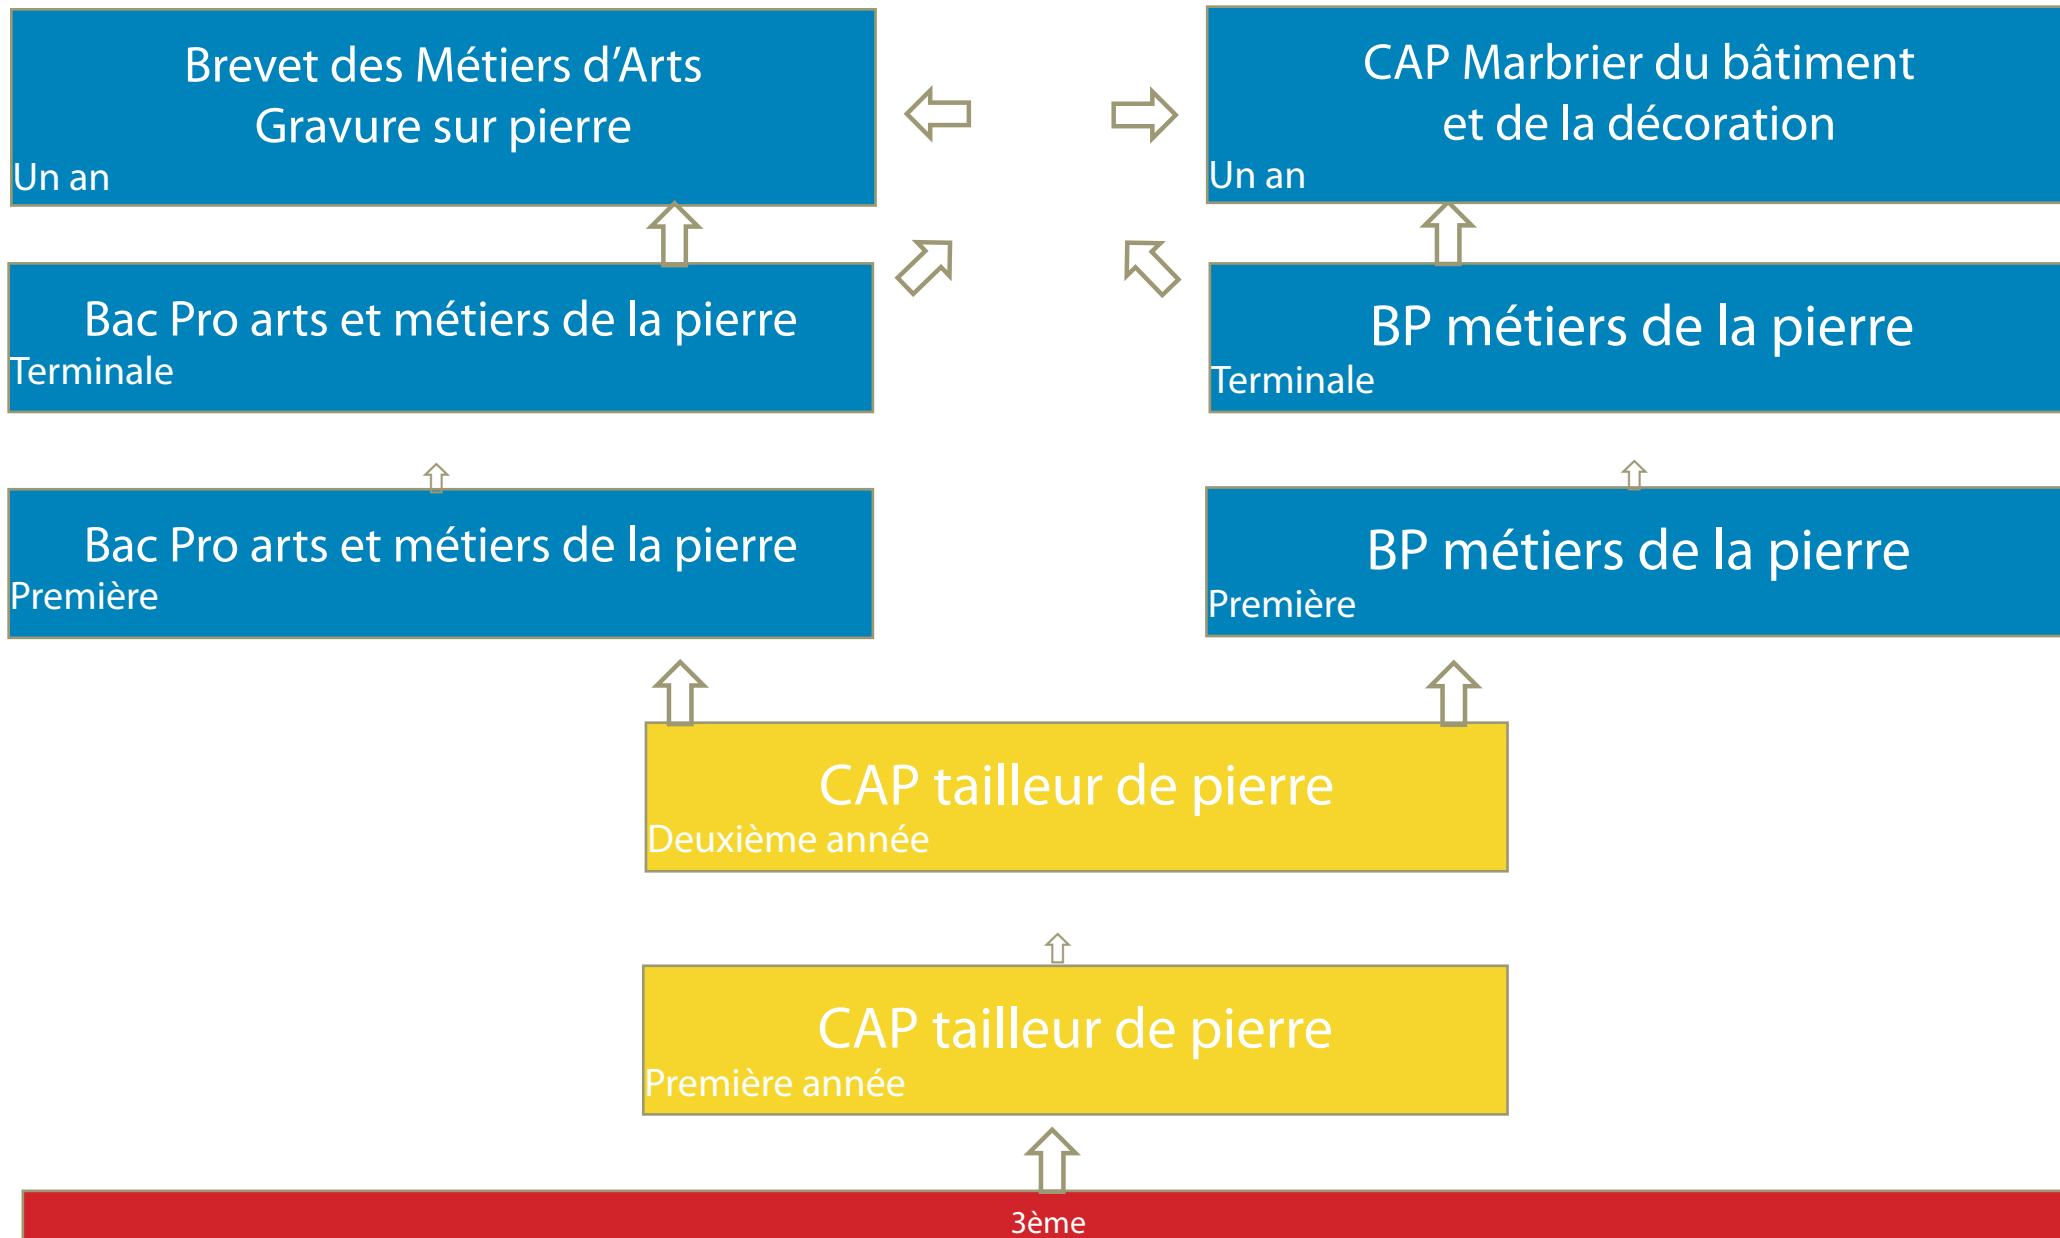 Brevet des Métiers d’Arts
Gravure sur pierre
Un an
CAP Marbrier du bâtiment
et de la décoration
Un an
Bac Pro arts et métiers de la pierre
Terminale
BP métiers de la pierre
Terminale
Bac Pro arts et métiers de la pierre
Première
BP métiers de la pierre
Première
CAP tailleur de pierre
Deuxième année
CAP tailleur de pierre
Première année
3ème